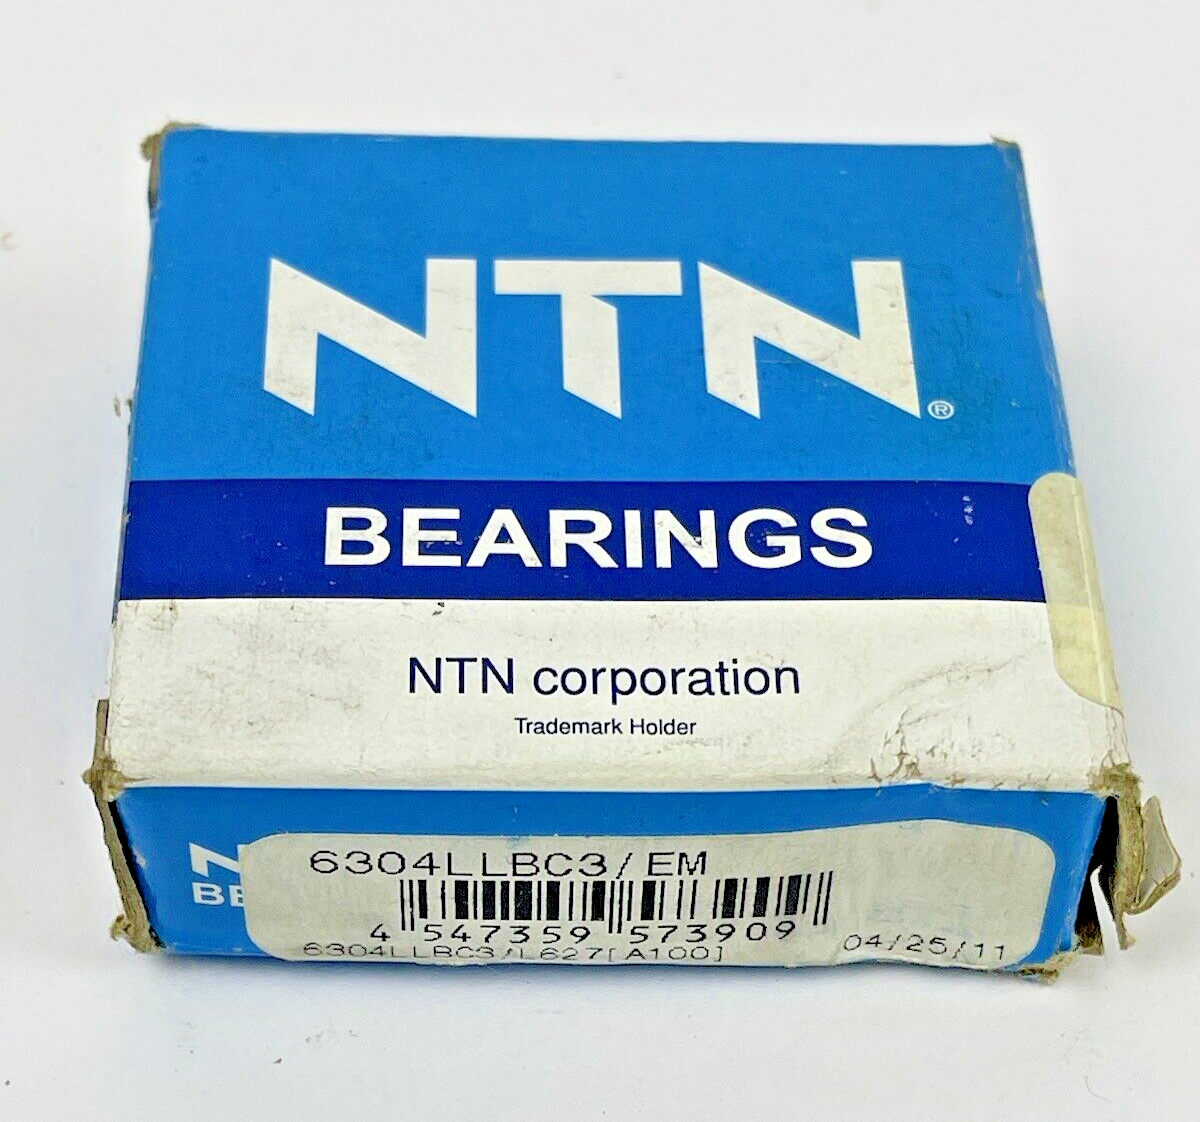 NTN®
BEARINGS
NTN corporation
Trademark Holder
6304LLBC3/EM
4 547359 573909
6304LLBC3/L627[A100] 04/25/11